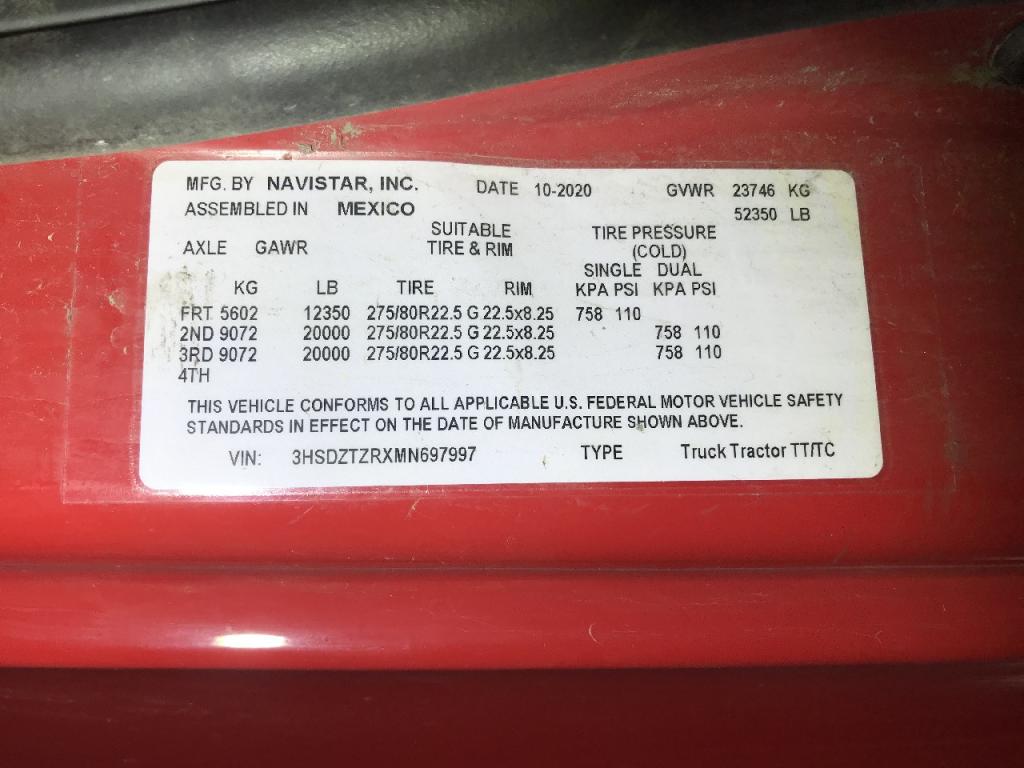 MFG. BY NAVISTAR, INC. DATE 10-2020 GVWR 23746 KG
ASSEMBLED IN MEXICO 52350 LB
SUITABLE TIRE PRESSURE
AXLE GAWR TIRE & RIM (COLD)
SINGLE DUAL
KG LB TIRE RIM KPA PSI KPA PSI
FRT 5602 12350 275/80R22.5 G 22.5x8.25 758 110
2ND 9072 20000 275/80R22.5 G 22.5x8.25 758 110
3RD 9072 20000 275/80R22.5 G 22.5x8.25 758 110
4TH
THIS VEHICLE CONFORMS TO ALL APPLICABLE U.S. FEDERAL MOTOR VEHICLE SAFETY
STANDARDS IN EFFECT ON THE DATE OF MANUFACTURE SHOWN ABOVE.
VIN: 3HSDZTZRXMN697997 TYPE Truck Tractor TT/TC